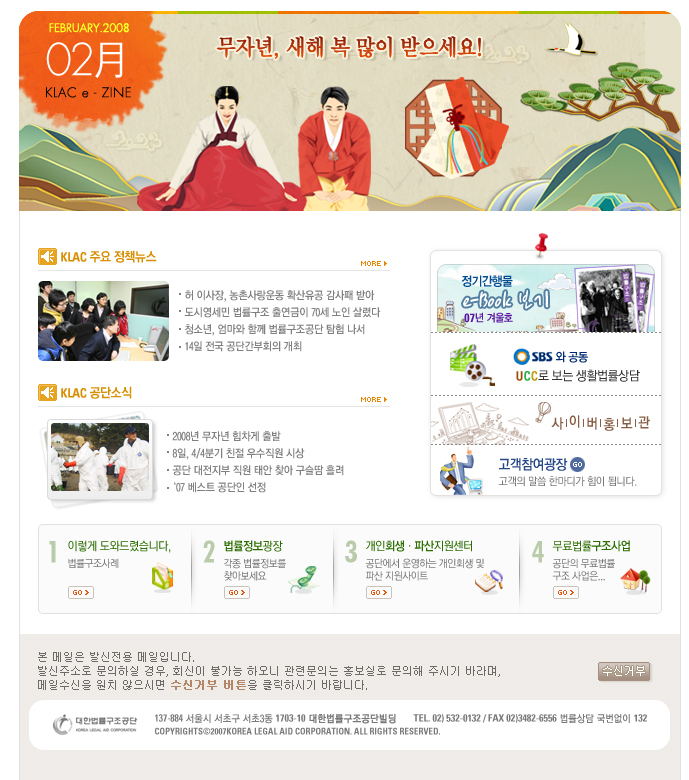 FEBRUARY.2008
02月
KLAC e - ZINE
무자년, 새해 복 많이 받으세요!
KLAC 주요 정책뉴스
MORE
· 허 이사장, 농촌사랑운동 확산유공 감사패 받아
· 도시영세민 법률구조 출연금이 70세 노인 살렸다
· 청소년, 엄마와 함께 법률구조공단 탐험 나서
· 14일 전국 공단간부회의 개최
KLAC 공단소식
MORE
· 2008년 무자년 힘차게 출발
· 8일, 4/4분기 친절 우수직원 시상
· 공단 대전지부 직원 태안 찾아 구슬땀 흘려
· '07 베스트 공단인 선정
정기간행물
e-Book 보기
07년 겨울호
SBS 와 공동
UCC로 보는 생활법률상담
사이버홍보관
고객참여광장 GO
고객의 말씀 한마디가 힘이 됩니다.
1 이렇게 도와드렸습니다,
법률구조사례
GO
2 법률정보광장
각종 법률정보를
찾아보세요
GO
3 개인회생 · 파산지원센터
공단에서 운영하는 개인회생 및
파산 지원사이트
GO
4 무료법률구조사업
공단의 무료법률
구조 사업은...
GO
본 메일은 발신전용 메일입니다.
발신주소로 문의하실 경우, 회신이 불가능 하오니 관련문의는 홍보실로 문의해 주시기 바라며,
메일수신을 원치 않으시면 수신거부 버튼을 클릭하시기 바랍니다.
수신거부
대한법률구조공단
KOREA LEGAL AID CORPORATION
137-884 서울시 서초구 서초3동 1703-10 대한법률구조공단빌딩 TEL. 02) 532-0132 / FAX 02)3482-6556 법률상담 국번없이 132
COPYRIGHTS©2007KOREA LEGAL AID CORPORATION. ALL RIGHTS RESERVED.